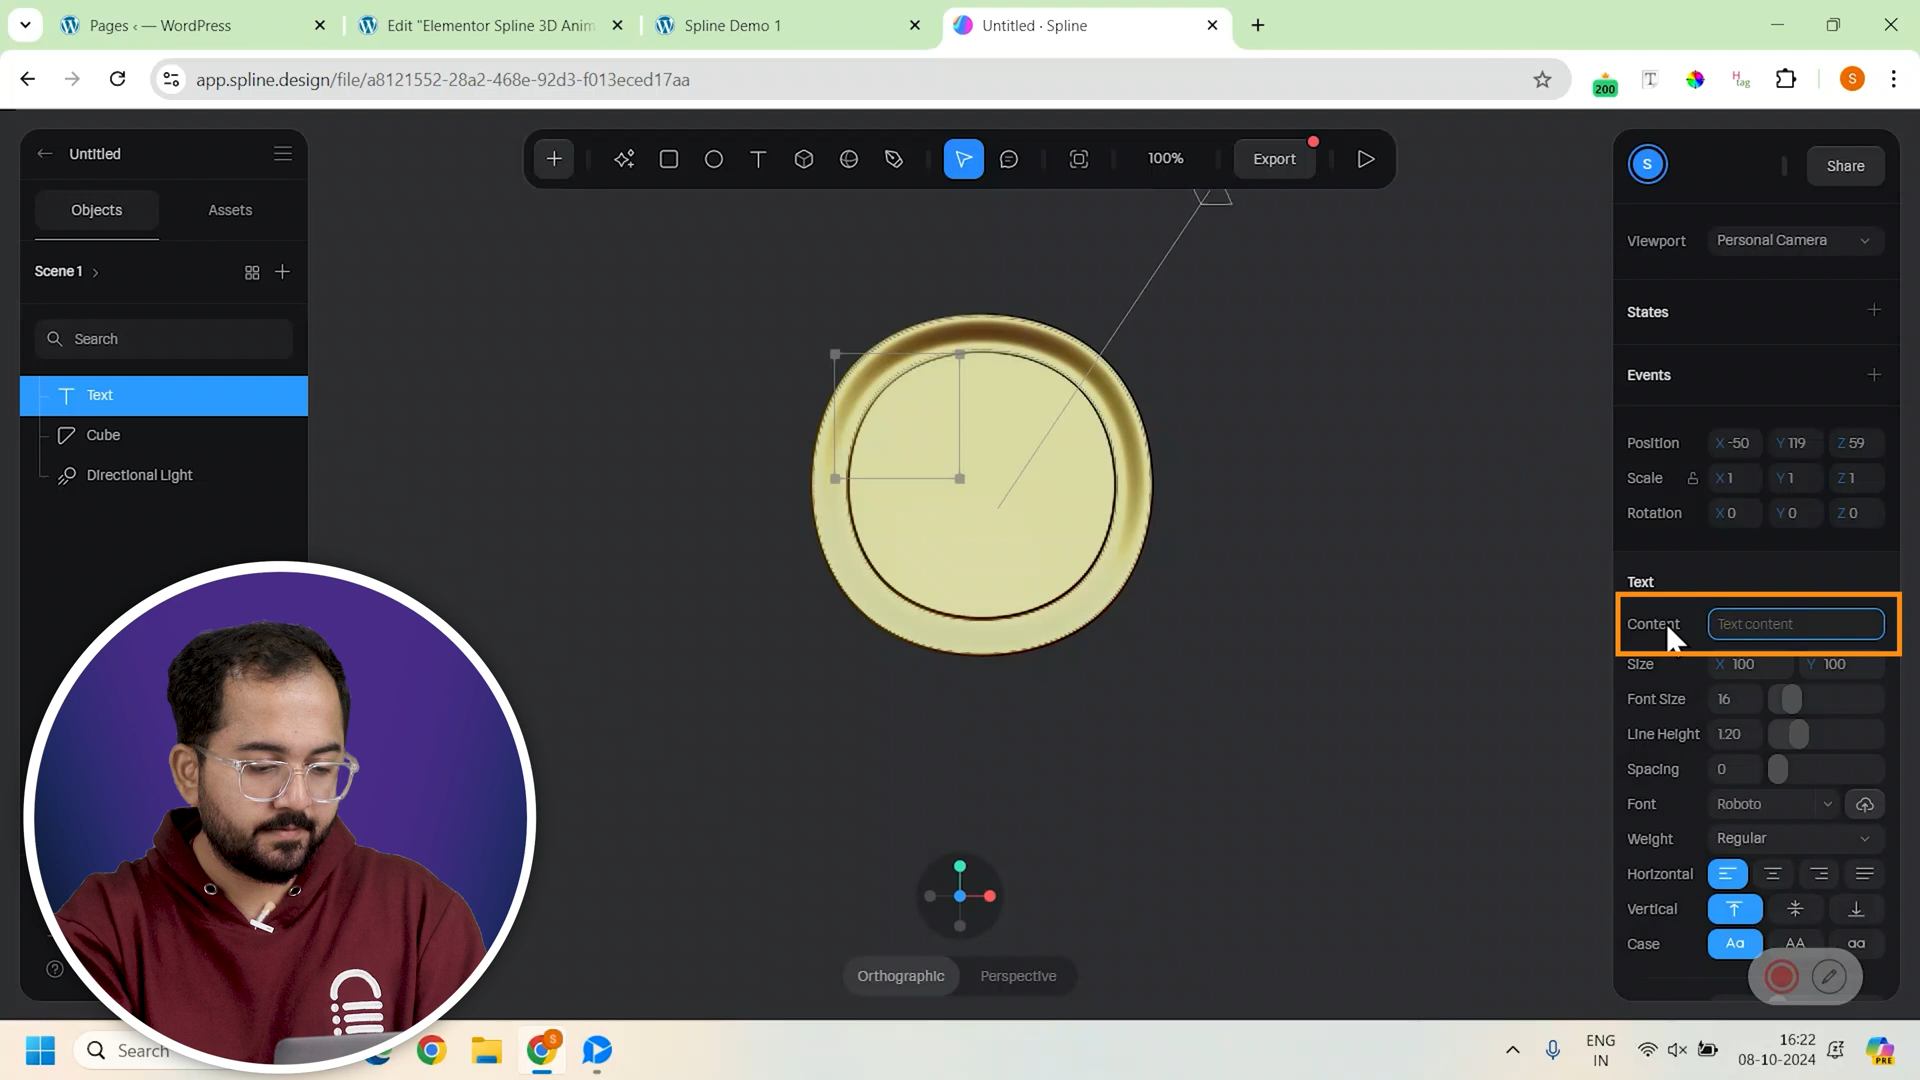 Pages ‹ — WordPress
Edit "Elementor Spline 3D Anim
Spline Demo 1
Untitled · Spline
app.spline.design/file/a8121552-28a2-468e-92d3-f013eced17aa
200
T
H
tag
S
Untitled
Objects
Assets
Scene 1
Search
Text
Cube
Directional Light
100%
Export
S
Share
Viewport
Personal Camera
States
Events
Position
X -50
Y 119
Z 59
Scale
X 1
Y 1
Z 1
Rotation
X 0
Y 0
Z 0
Text
Content
Text content
Size
X 100
Y 100
Font Size
16
Line Height
1.20
Spacing
0
Font
Roboto
Weight
Regular
Horizontal
Vertical
Case
Aa
AA
aa
Orthographic
Perspective
Search
S
ENG
IN
16:22
08-10-2024
PRE